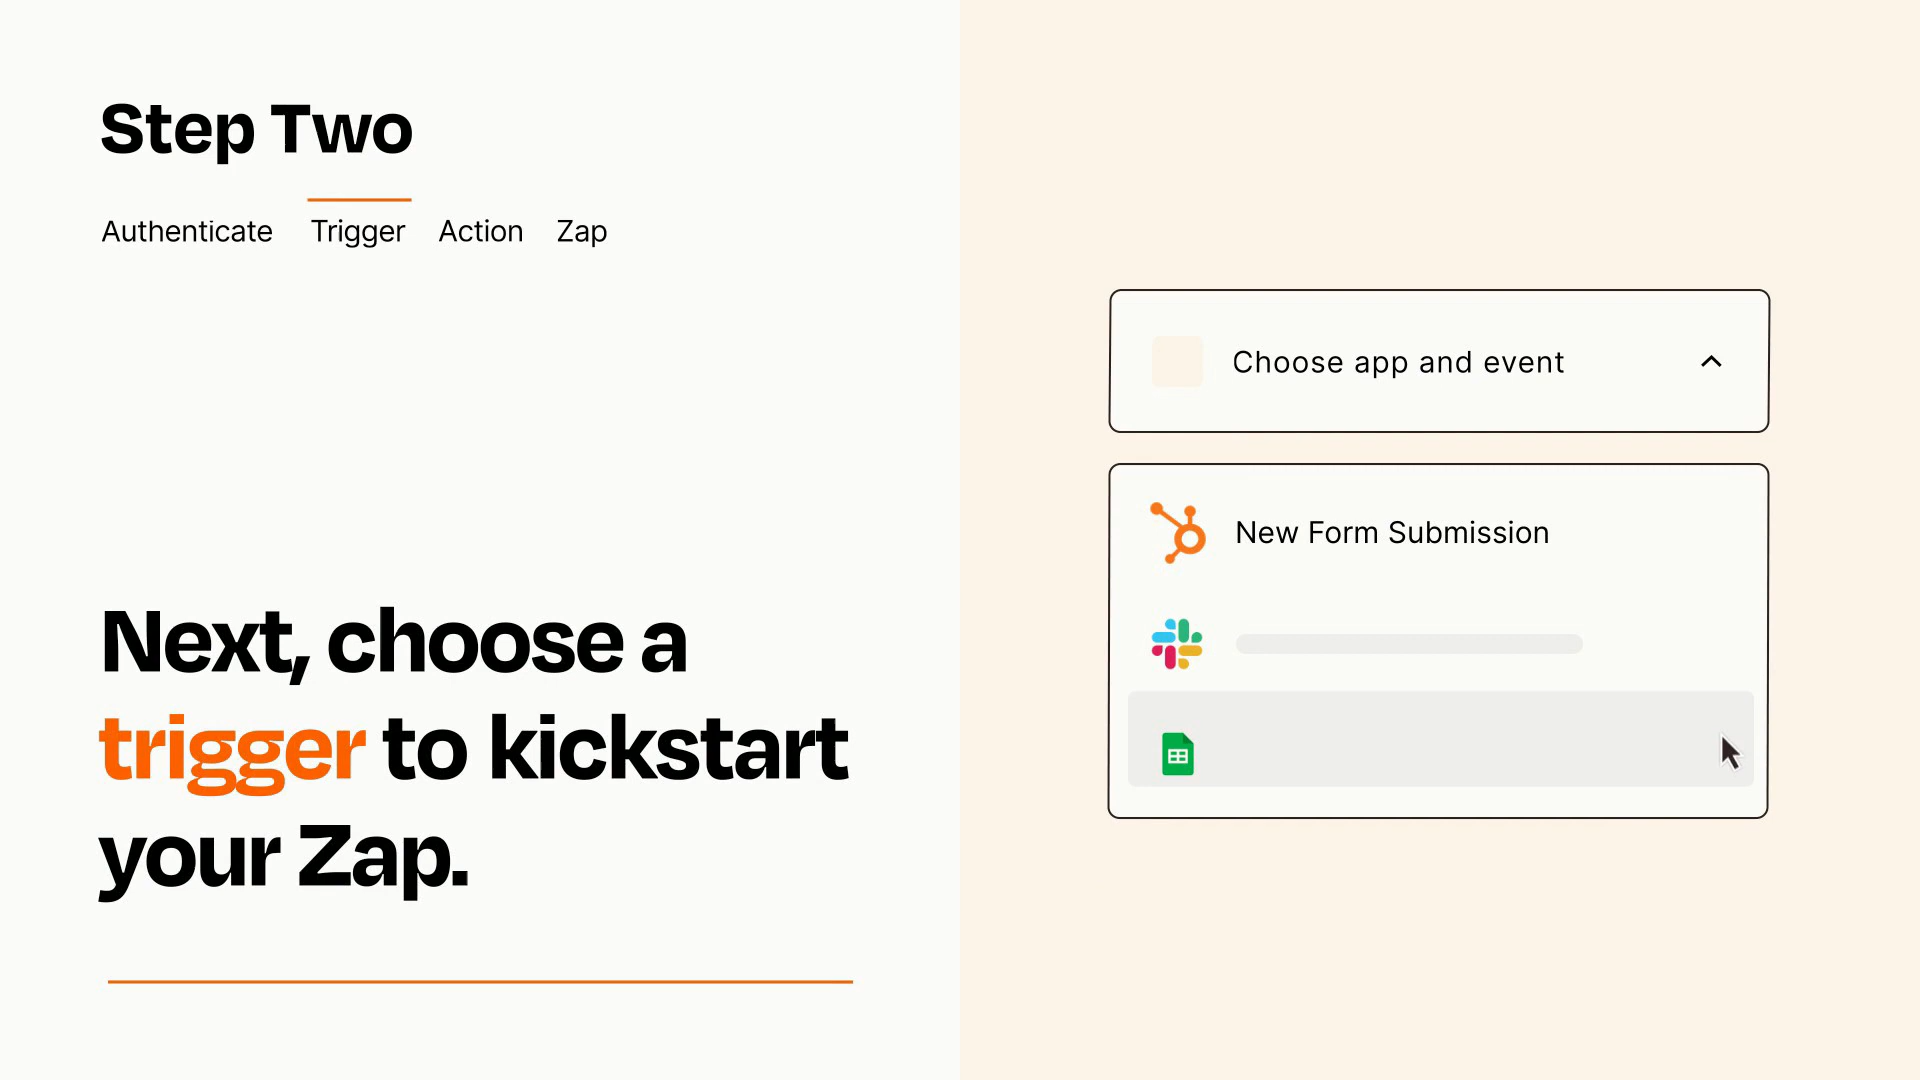 Step Two
Authenticate Trigger Action Zap
Next, choose a
trigger to kickstart
your Zap.
Choose app and event
New Form Submission